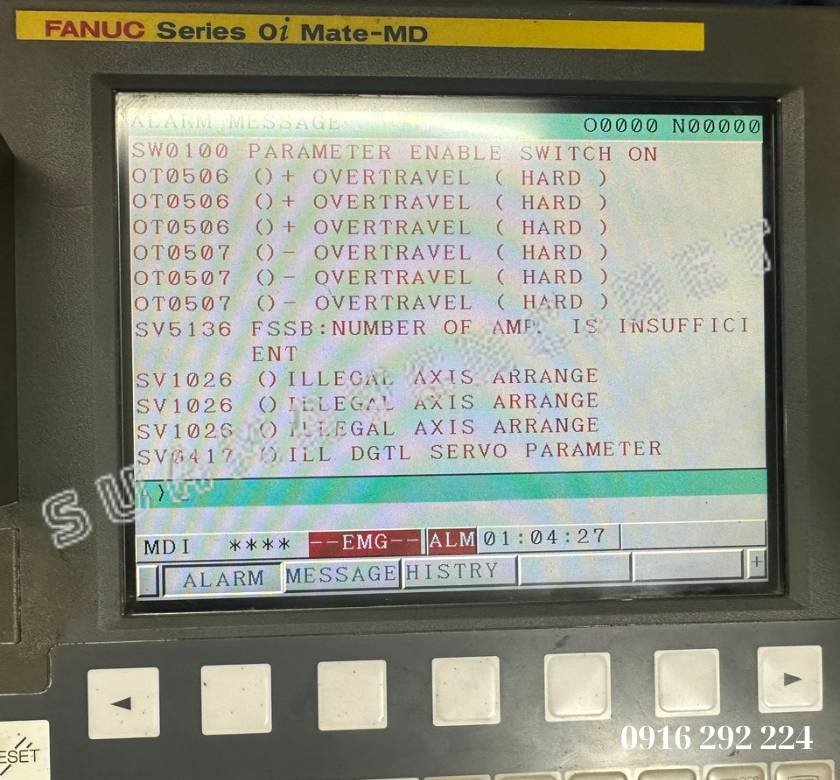 FANUC Series 0i Mate-MD
ALARM MESSAGE O0000 N00000
SW0100 PARAMETER ENABLE SWITCH ON
OT0506 ()+ OVERTRAVEL ( HARD )
OT0506 ()+ OVERTRAVEL ( HARD )
OT0506 ()+ OVERTRAVEL ( HARD )
OT0507 ()- OVERTRAVEL ( HARD )
OT0507 ()- OVERTRAVEL ( HARD )
OT0507 ()- OVERTRAVEL ( HARD )
SV5136 FSSB:NUMBER OF AMP. IS INSUFFICI
ENT
SV1026 ()ILLEGAL AXIS ARRANGE
SV1026 ()ILLEGAL AXIS ARRANGE
SV1026 ()ILLEGAL AXIS ARRANGE
SV0417 ()ILL DGTL SERVO PARAMETER
>_
MDI **** --EMG-- ALM 01:04:27
ALARM MESSAGE HISTRY +
0916 292 224